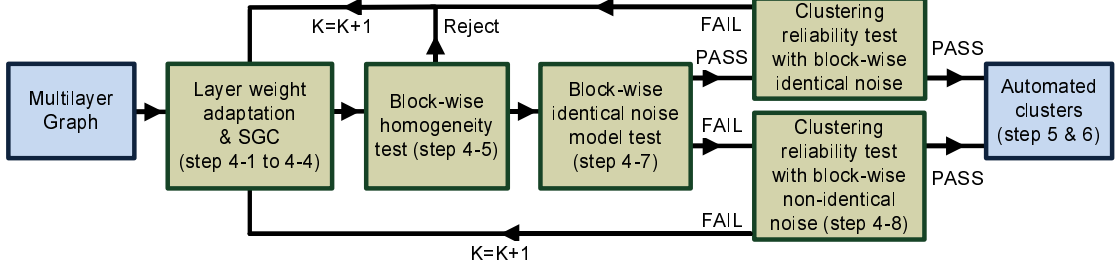 K=K+1
Reject
FAIL
Clustering
reliability test
with block-wise
identical noise
PASS
PASS
Multilayer
Graph
Layer weight
adaptation
& SGC
(step 4-1 to 4-4)
Block-wise
homogeneity
test (step 4-5)
Block-wise
identical noise
model test
(step 4-7)
Automated
clusters
(step 5 & 6)
FAIL
Clustering
reliability test
with block-wise
non-identical
noise (step 4-8)
PASS
FAIL
K=K+1